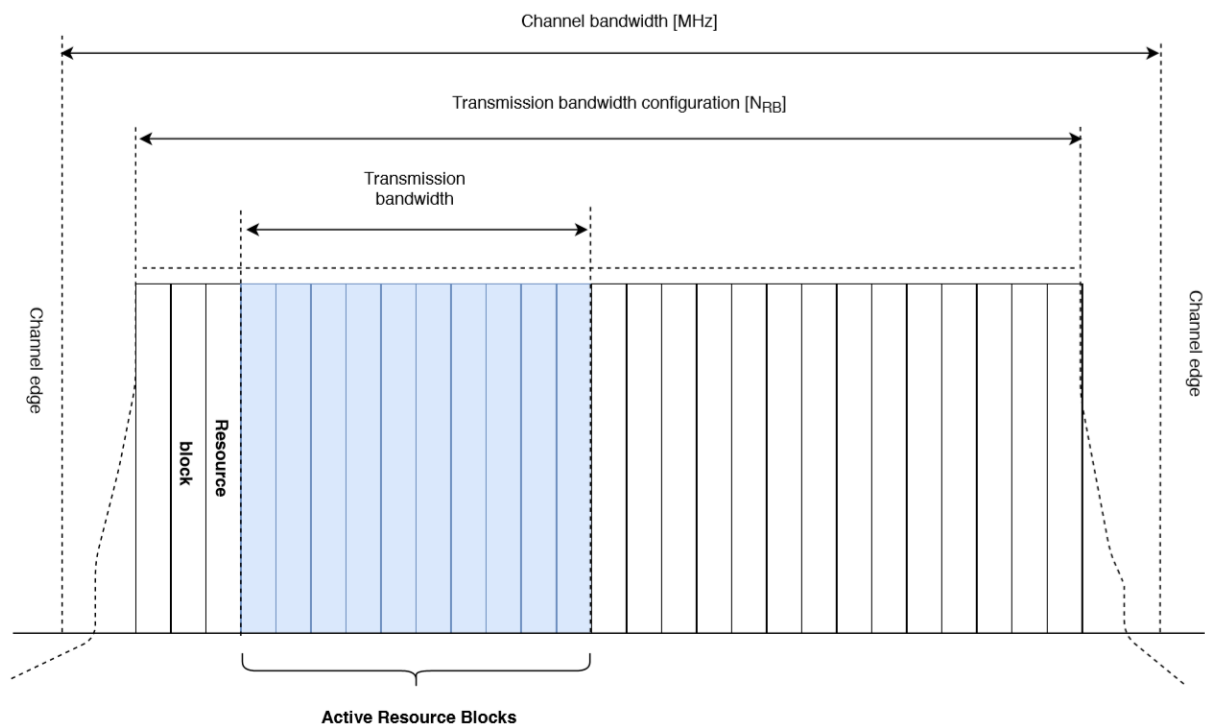 Channel bandwidth [MHz]
Transmission bandwidth configuration [NRB]
Transmission
bandwidth
Channel edge
Channel edge
Resource
block
Active Resource Blocks